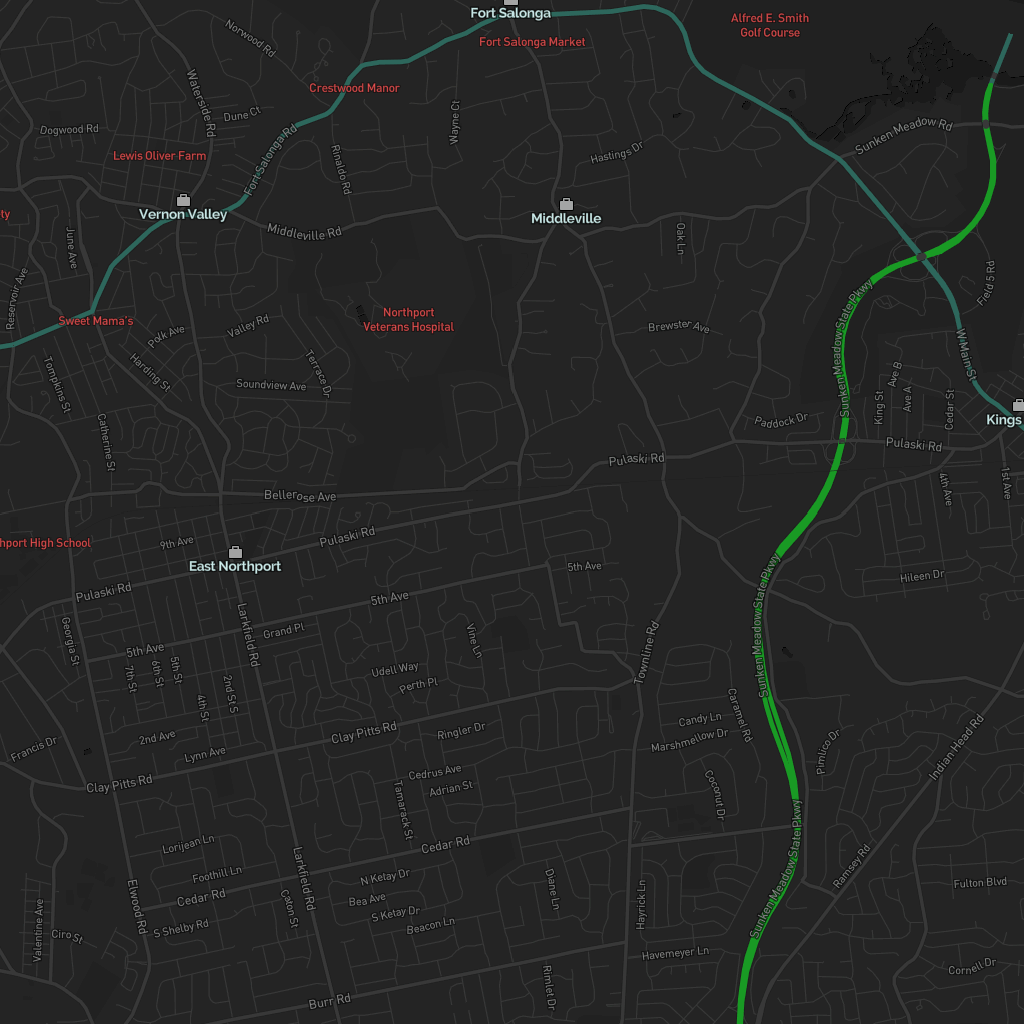 Fort Salonga
Alfred E. Smith
Golf Course
Norwood Rd
Fort Salonga Market
Waterside Rd
Crestwood Manor
Dune Ct
Wayne Ct
Dogwood Rd
Sunken Meadow Rd
Fort Salonga Rd
Lewis Oliver Farm
Rinaldo Rd
Hastings Dr
Vernon Valley
Middleville
ty
June Ave
Middleville Rd
Oak Ln
Reservoir Ave
Field 5 Rd
Sunken Meadow State Pkwy
Northport
Veterans Hospital
Sweet Mama's
Polk Ave
Valley Rd
Brewster Ave
W Main St
Harding St
Terrace Dr
Tompkins St
Soundview Ave
Ave B
Ave A
King St
Cedar St
Kings
Catherine St
Paddock Dr
Pulaski Rd
Pulaski Rd
4th Ave
1st Ave
Bellerose Ave
Pulaski Rd
9th Ave
hport High School
East Northport
5th Ave
Hileen Dr
Pulaski Rd
5th Ave
Sunken Meadow State Pkwy
Georgia St
Larkfield Rd
Grand Pl
Vine Ln
Townline Rd
5th Ave
7th St
6th St
5th St
Udell Way
Perth Pl
4th St
2nd St S
Caramel Rd
Candy Ln
Clay Pitts Rd
Ringler Dr
Marshmellow Dr
Pimlico Dr
Indian Head Rd
Francis Dr
2nd Ave
Lynn Ave
Clay Pitts Rd
Cedrus Ave
Adrian St
Tamarack St
Coconut Dr
Sunken Meadow State Pkwy
Lorijean Ln
Cedar Rd
Foothill Ln
Larkfield Rd
N Ketay Dr
Diane Ln
Ramsey Rd
Fulton Blvd
Elwood Rd
Cedar Rd
Caton St
Bea Ave
S Ketay Dr
Hayrick Ln
Valentine Ave
Ciro St
S Shelby Rd
Beacon Ln
Havemeyer Ln
Cornell Dr
Burr Rd
Rimlet Dr